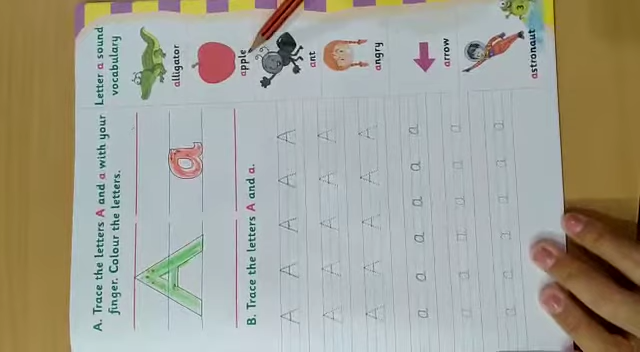 A. Trace the letters A and a with your
finger. Colour the letters.
A a
B. Trace the letters A and a.
A A A A A
A A A A A
A A A A A
a a a a a a
a a a a a
a a a a a
Letter a sound
vocabulary
alligator
apple
ant
angry
arrow
astronaut